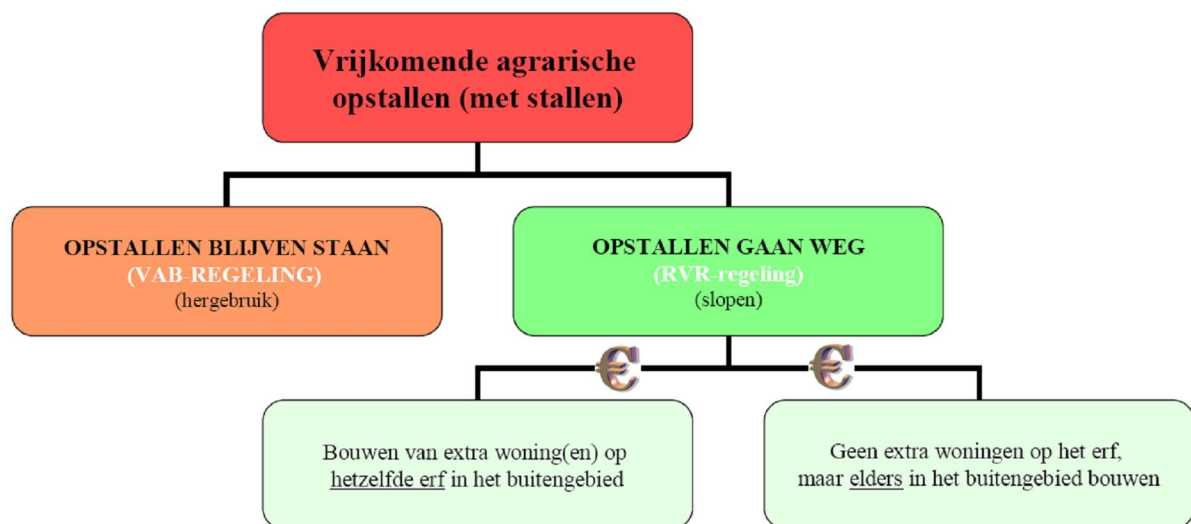 Vrijkomende agrarische
opstallen (met stallen)
OPSTALLEN BLIJVEN STAAN
(VAB-REGELING)
(hergebruik)
OPSTALLEN GAAN WEG
(RVR-regeling)
(slopen)
€
€
Bouwen van extra woning(en) op
hetzelfde erf in het buitengebied
Geen extra woningen op het erf,
maar elders in het buitengebied bouwen